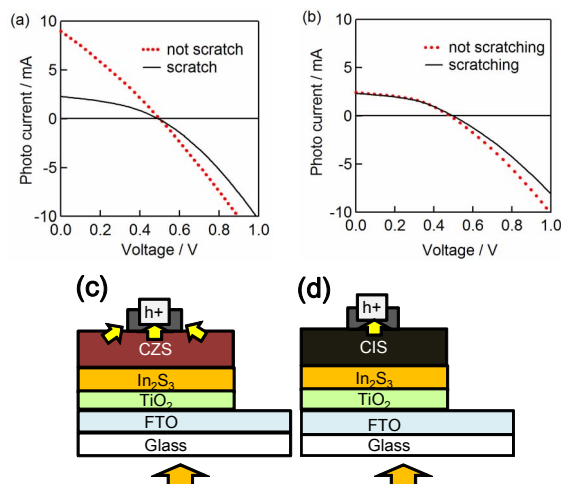 (a)
10
5
0
-5
-10
Photo current / mA
not scratch
scratch
0.0 0.2 0.4 0.6 0.8 1.0
Voltage / V
(b)
10
5
0
-5
-10
Photo current / mA
not scratching
scratching
0.0 0.2 0.4 0.6 0.8 1.0
Voltage / V
(c)
h+
CZS
In₂S₃
TiO₂
FTO
Glass
(d)
h+
CIS
In₂S₃
TiO₂
FTO
Glass